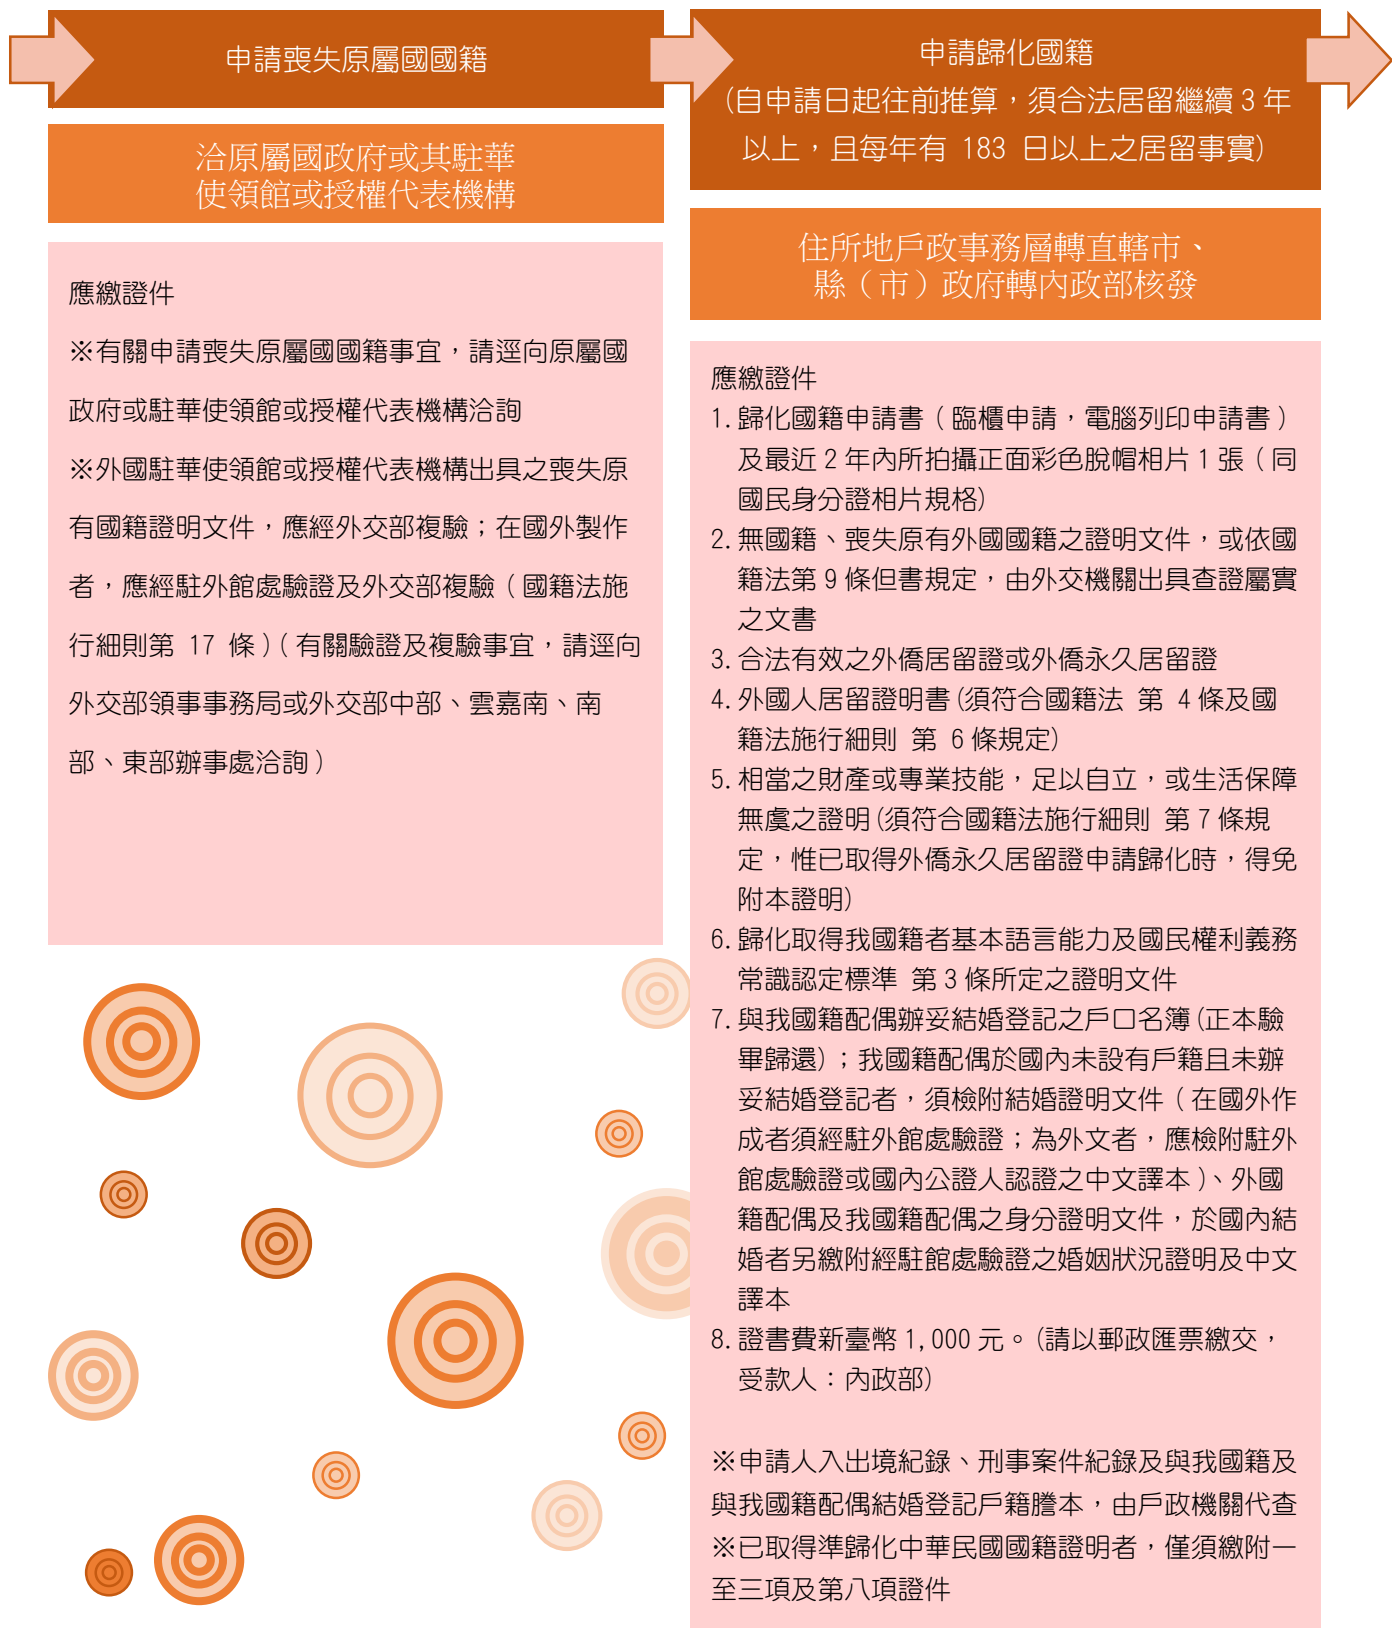 申請喪失原屬國國籍
洽原屬國政府或其駐華
使領館或授權代表機構
應繳證件
※有關申請喪失原屬國國籍事宜，請逕向原屬國
政府或駐華使領館或授權代表機構洽詢
※外國駐華使領館或授權代表機構出具之喪失原
有國籍證明文件，應經外交部複驗；在國外製作
者，應經駐外館處驗證及外交部複驗（國籍法施
行細則第 17 條）（有關驗證及複驗事宜，請逕向
外交部領事事務局或外交部中部、雲嘉南、南
部、東部辦事處洽詢）
申請歸化國籍
(自申請日起往前推算，須合法居留繼續 3 年
以上，且每年有 183 日以上之居留事實)
住所地戶政事務層轉直轄市、
縣（市）政府轉內政部核發
應繳證件
1. 歸化國籍申請書（臨櫃申請，電腦列印申請書）
及最近 2 年內所拍攝正面彩色脫帽相片 1 張（同
國民身分證相片規格)
2. 無國籍、喪失原有外國國籍之證明文件，或依國
籍法第 9 條但書規定，由外交機關出具查證屬實
之文書
3. 合法有效之外僑居留證或外僑永久居留證
4. 外國人居留證明書(須符合國籍法 第 4 條及國
籍法施行細則 第 6 條規定)
5. 相當之財產或專業技能，足以自立，或生活保障
無虞之證明(須符合國籍法施行細則 第 7 條規
定，惟已取得外僑永久居留證申請歸化時，得免
附本證明)
6. 歸化取得我國籍者基本語言能力及國民權利義務
常識認定標準 第 3 條所定之證明文件
7. 與我國籍配偶辦妥結婚登記之戶口名簿(正本驗
畢歸還)；我國籍配偶於國內未設有戶籍且未辦
妥結婚登記者，須檢附結婚證明文件（在國外作
成者須經駐外館處驗證；為外文者，應檢附駐外
館處驗證或國內公證人認證之中文譯本）、外國
籍配偶及我國籍配偶之身分證明文件，於國內結
婚者另繳附經駐館處驗證之婚姻狀況證明及中文
譯本
8. 證書費新臺幣 1,000 元。(請以郵政匯票繳交，
受款人：內政部)
※申請人入出境紀錄、刑事案件紀錄及與我國籍及
與我國籍配偶結婚登記戶籍謄本，由戶政機關代查
※已取得準歸化中華民國國籍證明者，僅須繳附一
至三項及第八項證件